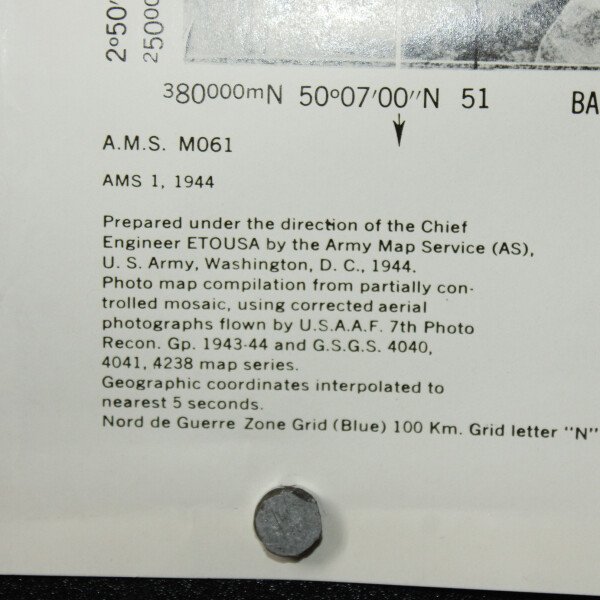 2°50'
25000
380000mN 50°07'00"N 51
BA
A.M.S. M061
AMS 1, 1944
Prepared under the direction of the Chief
Engineer ETOUSA by the Army Map Service (AS),
U. S. Army, Washington, D. C., 1944.
Photo map compilation from partially con-
trolled mosaic, using corrected aerial
photographs flown by U.S.A.A.F. 7th Photo
Recon. Gp. 1943-44 and G.S.G.S. 4040,
4041, 4238 map series.
Geographic coordinates interpolated to
nearest 5 seconds.
Nord de Guerre Zone Grid (Blue) 100 Km. Grid letter "N"